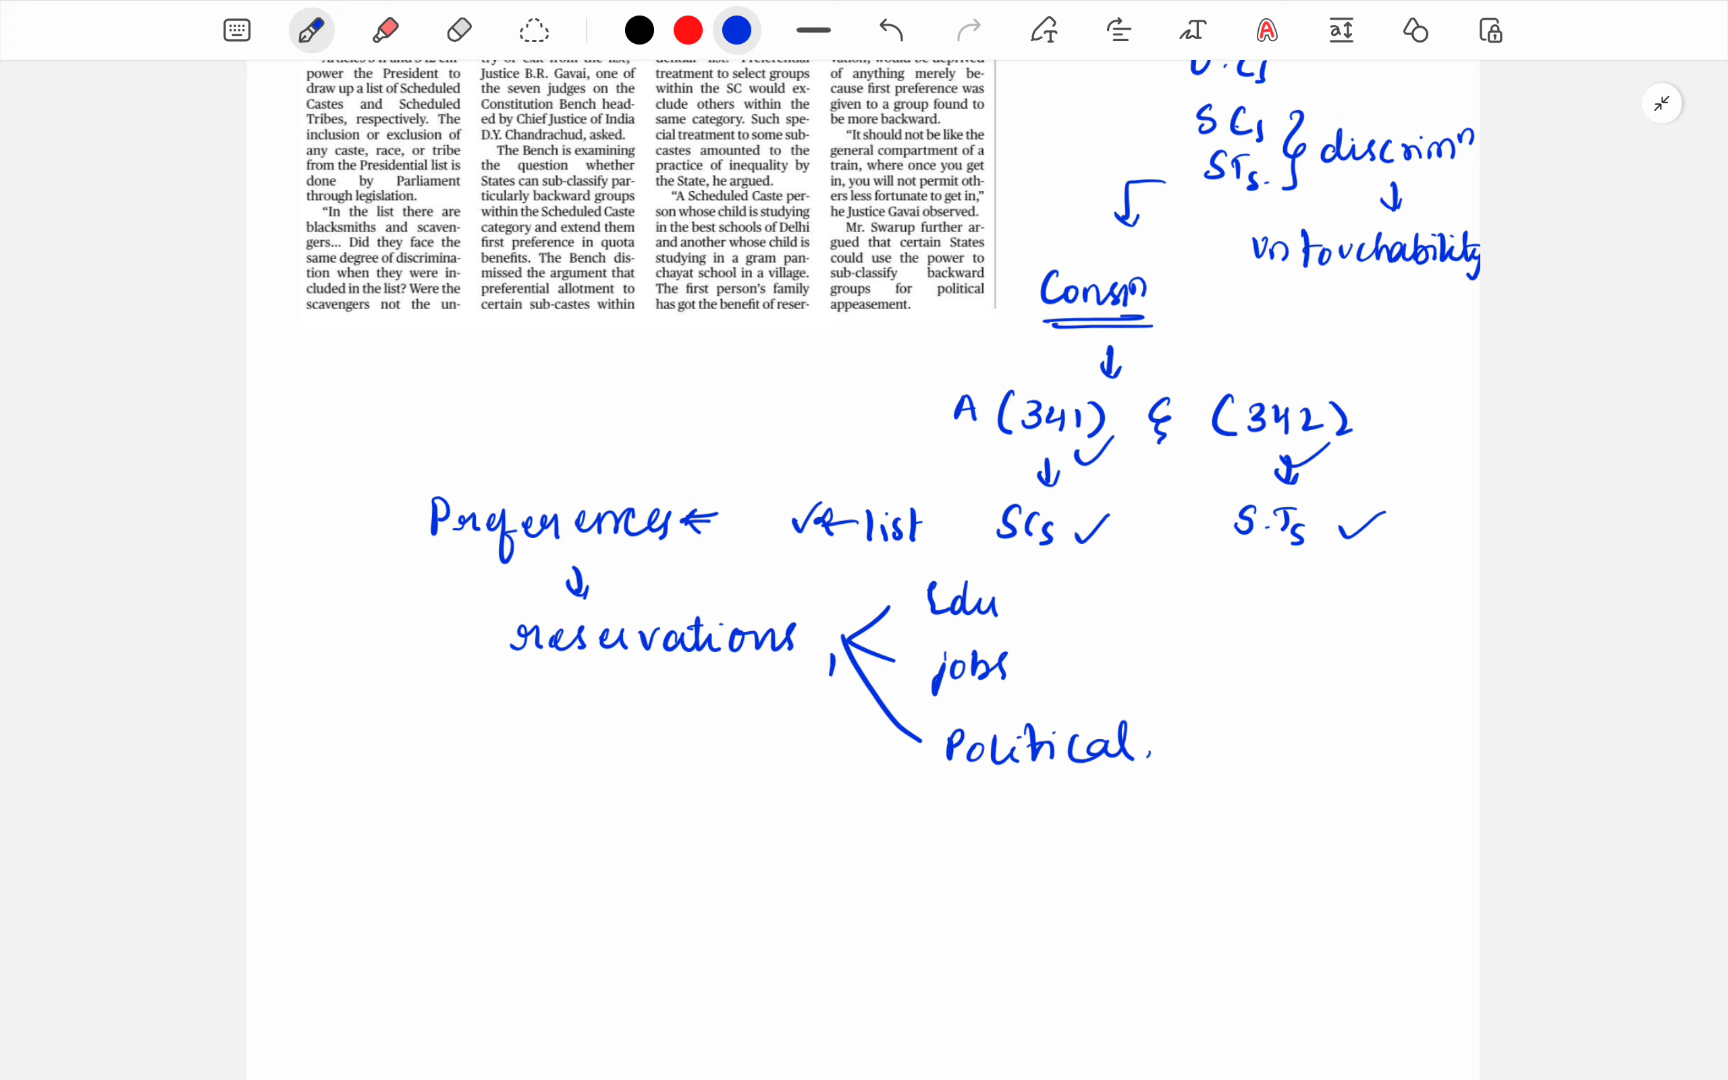 power the President to
draw up a list of Scheduled
Castes and Scheduled
Tribes, respectively. The
inclusion or exclusion of
any caste, race, or tribe
from the Presidential list is
done by Parliament
through legislation.
“In the list there are
blacksmiths and scaven-
gers... Did they face the
same degree of discrimina-
tion when they were in-
cluded in the list? Were the
scavengers not the un-
Justice B.R. Gavai, one of
the seven judges on the
Constitution Bench head-
ed by Chief Justice of India
D.Y. Chandrachud, asked.
The Bench is examining
the question whether
States can sub-classify par-
ticularly backward groups
within the Scheduled Caste
category and extend them
first preference in quota
benefits. The Bench dis-
missed the argument that
preferential allotment to
certain sub-castes within
treatment to select groups
within the SC would ex-
clude others within the
same category. Such spe-
cial treatment to some sub-
castes amounted to the
practice of inequality by
the State, he argued.
“A Scheduled Caste per-
son whose child is studying
in the best schools of Delhi
and another whose child is
studying in a gram pan-
chayat school in a village.
The first person’s family
has got the benefit of reser-
vation, would be deprived
of anything merely be-
cause first preference was
given to a group found to
be more backward.
“It should not be like the
general compartment of a
train, where once you get
in, you will not permit oth-
ers less fortunate to get in,”
he Justice Gavai observed.
Mr. Swarup further ar-
gued that certain States
could use the power to
sub-classify backward
groups for political
appeasement.
SCs
STs.
discrimn
untouchability
Consn
A (341) & (342)
Preferences list SCs S.Ts
reservations
Edu
jobs
Political.
a‡
A